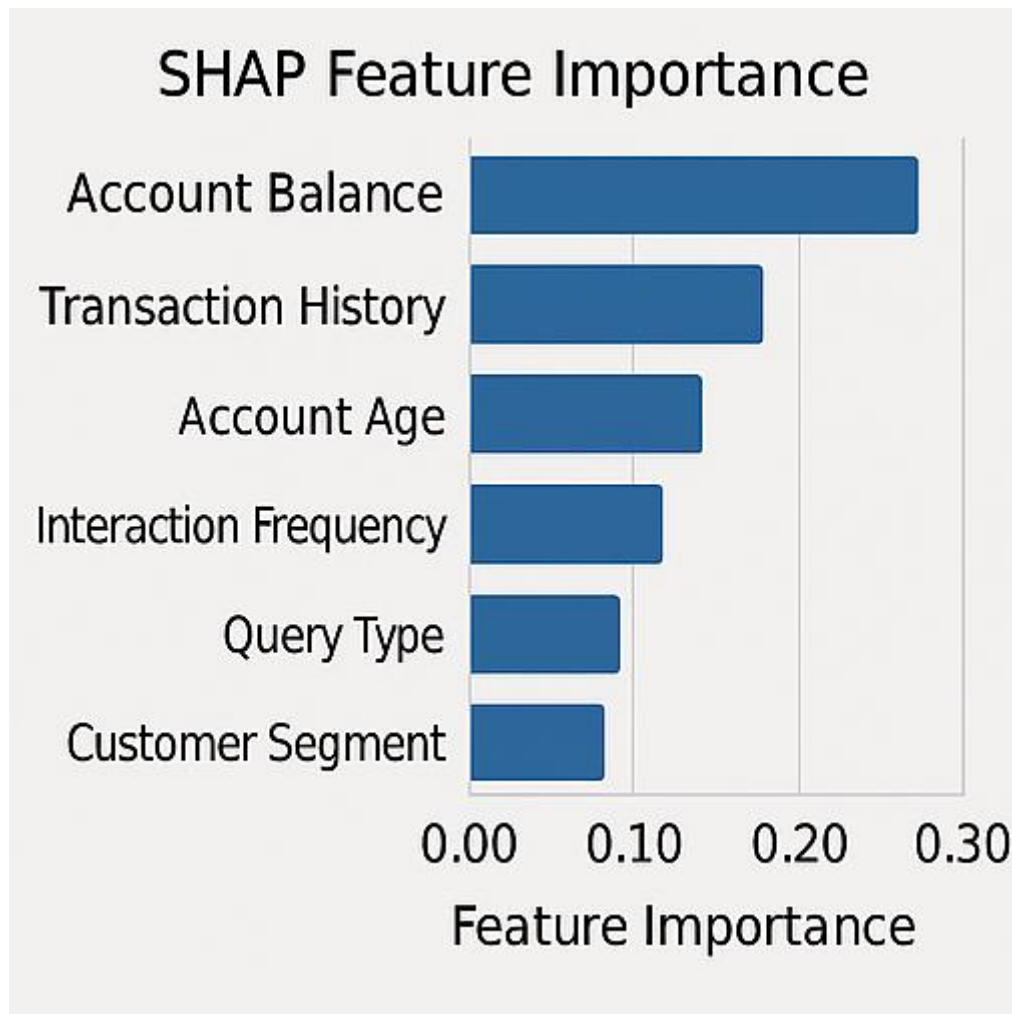 SHAP Feature Importance
Account Balance
Transaction History
Account Age
Interaction Frequency
Query Type
Customer Segment
0.00 0.10 0.20 0.30
Feature Importance